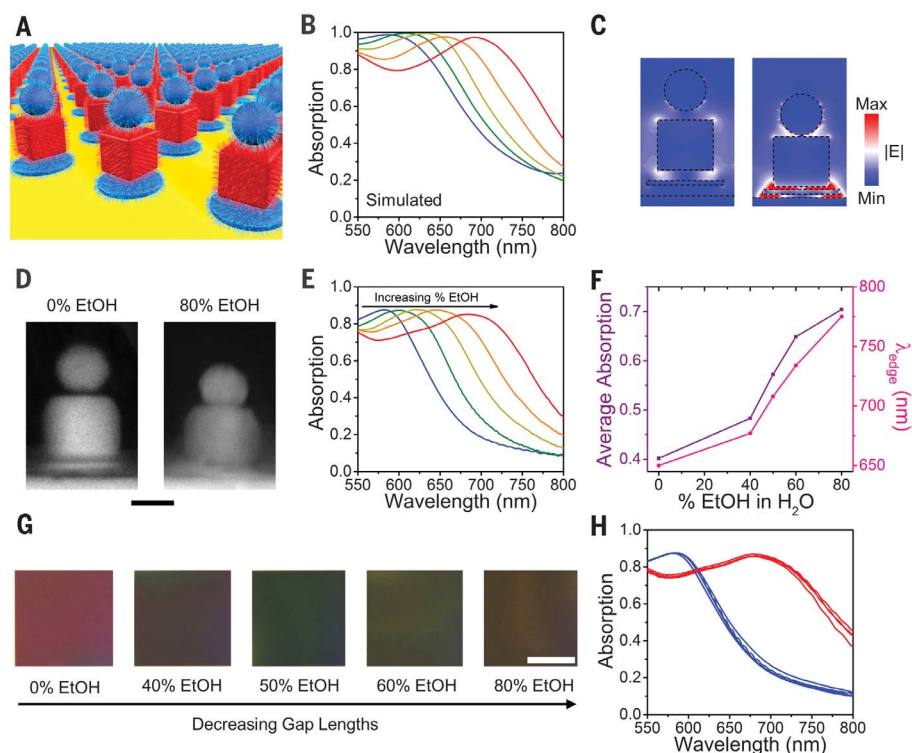 A
B
Absorption
1.0
0.8
0.6
0.4
0.2
0.0
Simulated
550 600 650 700 750 800
Wavelength (nm)
C
Max
|E|
Min
D
0% EtOH 80% EtOH
E
Absorption
1.0
0.8
0.6
0.4
0.2
0.0
Increasing % EtOH
550 600 650 700 750 800
Wavelength (nm)
F
Average Absorption
0.7
0.6
0.5
0.4
0 20 40 60 80
% EtOH in H₂O
800
750
700
650
λedge (nm)
G
0% EtOH 40% EtOH 50% EtOH 60% EtOH 80% EtOH
Decreasing Gap Lengths
H
Absorption
1.0
0.8
0.6
0.4
0.2
0.0
550 600 650 700 750 800
Wavelength (nm)